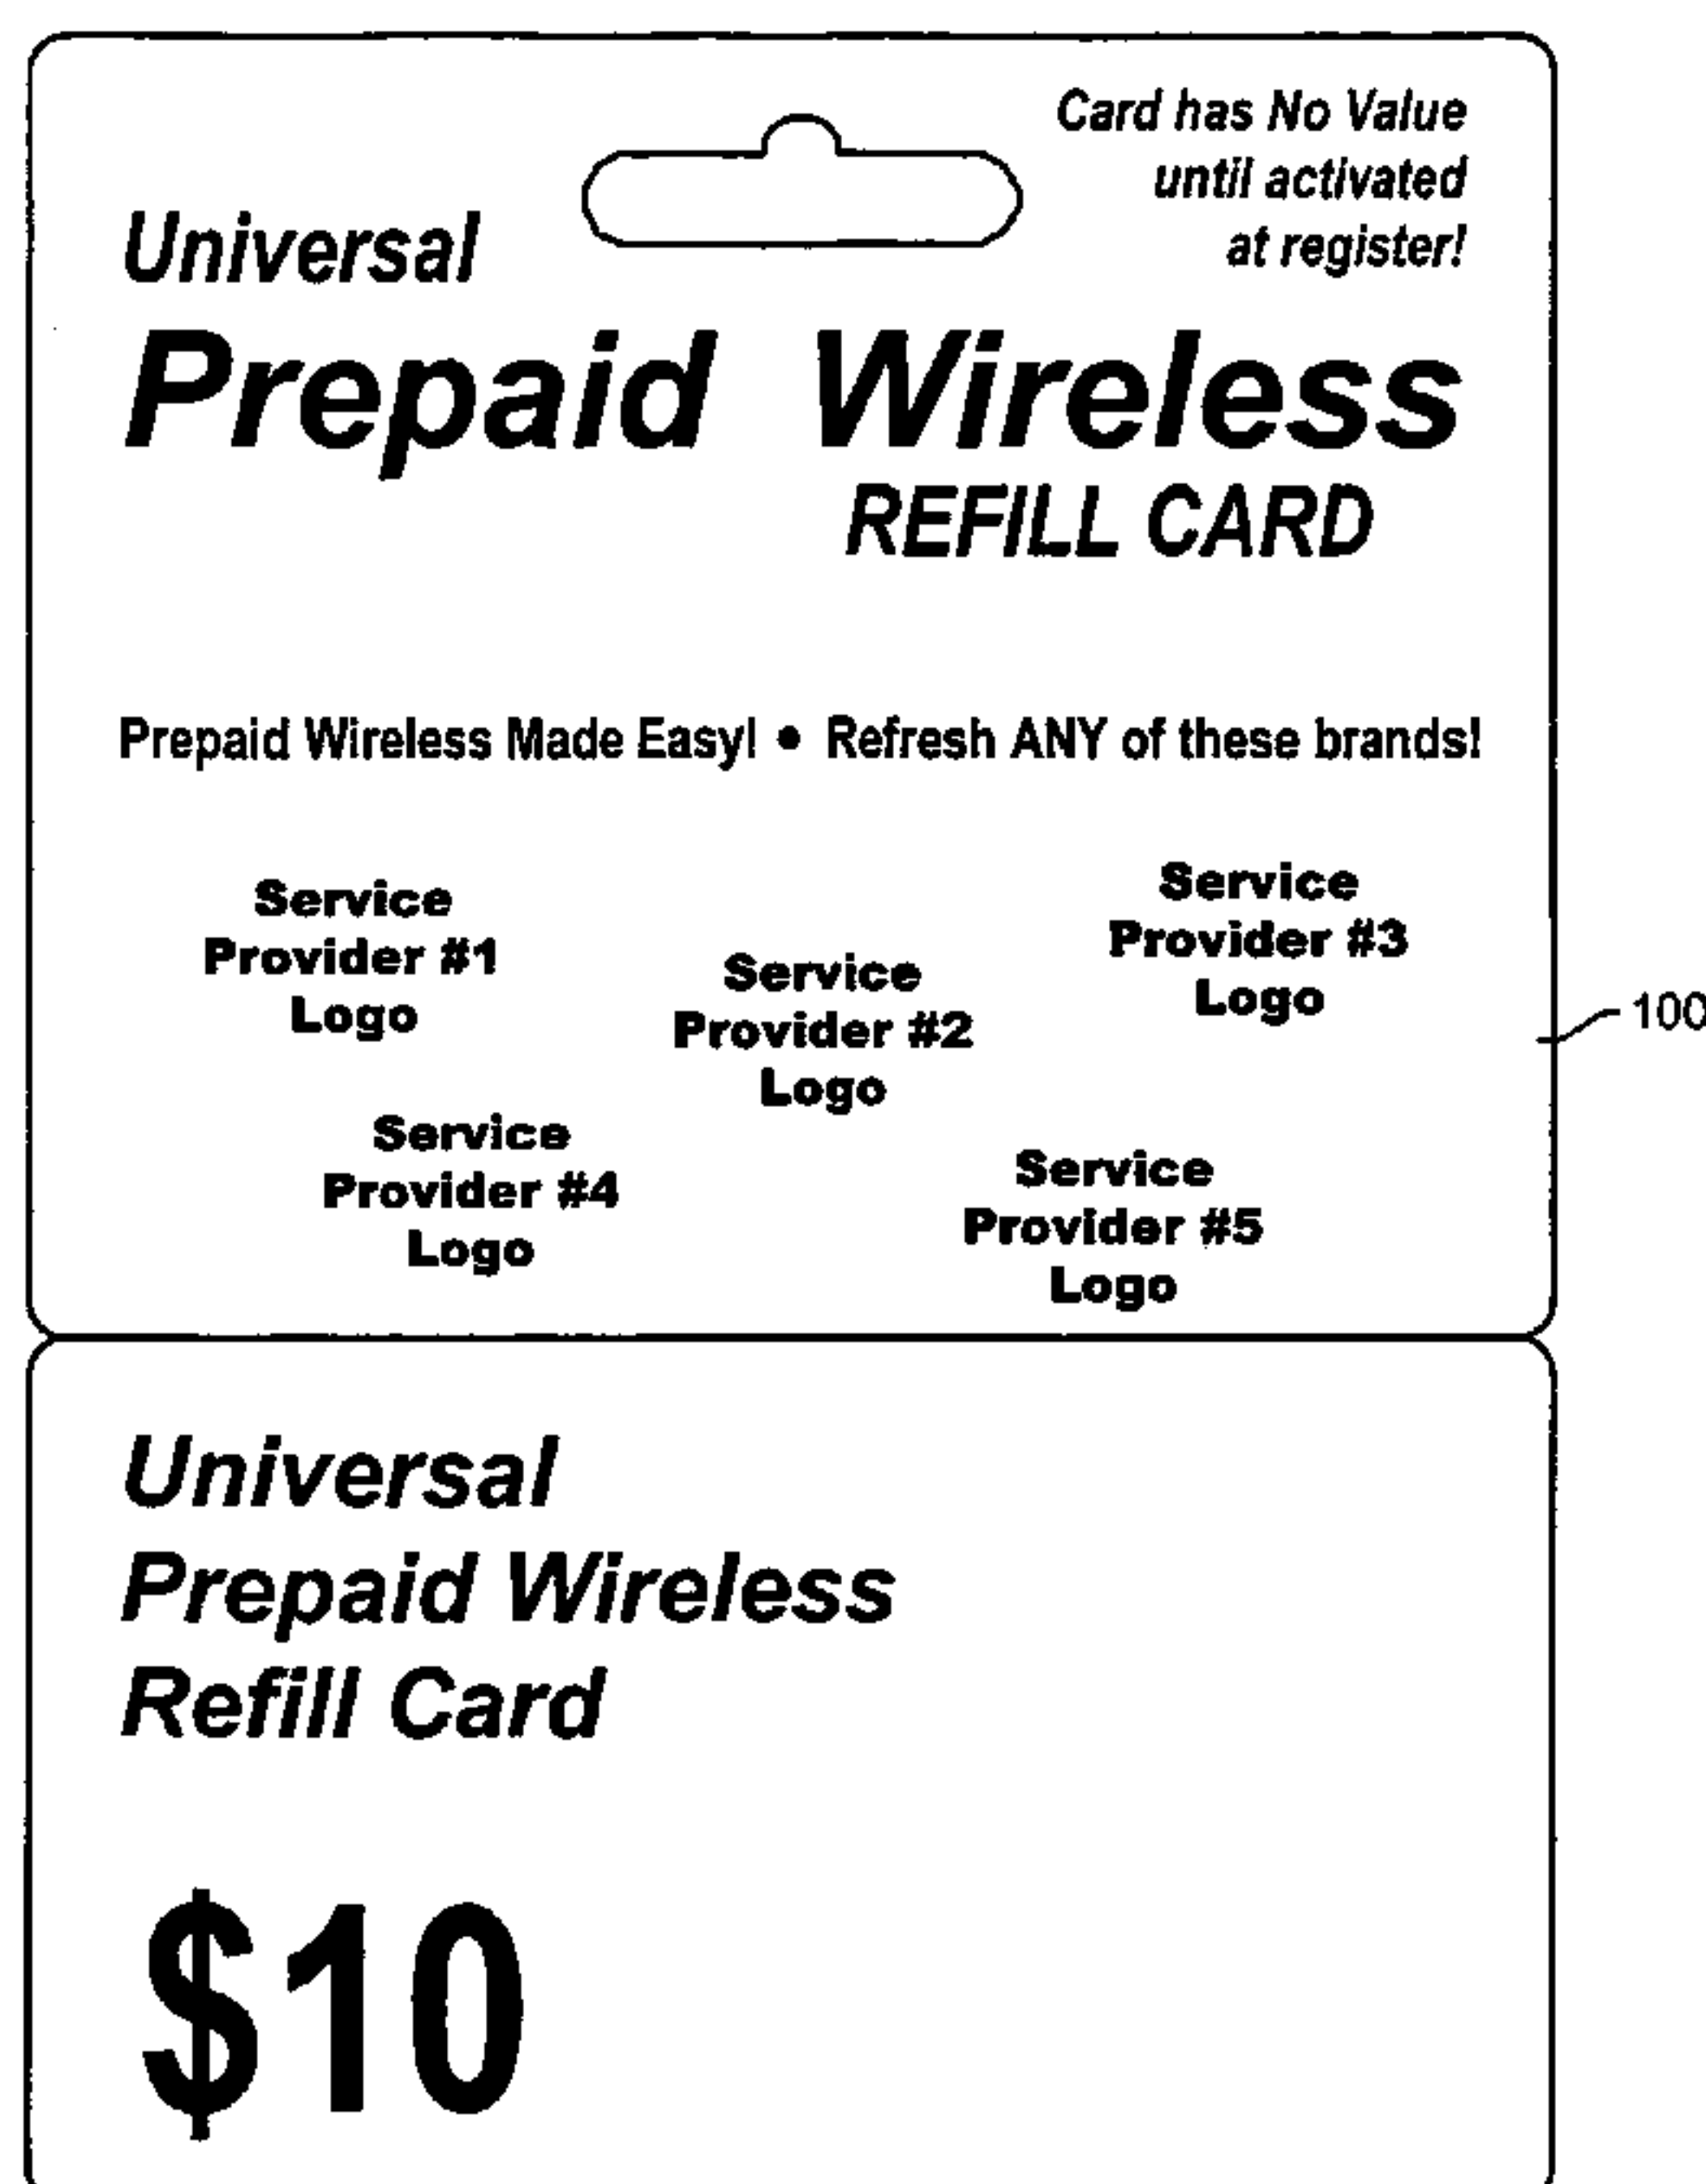 Card has No Value
until activated
at register!
Universal
Prepaid Wireless
REFILL CARD
Prepaid Wireless Made Easy! • Refresh ANY of these brands!
Service
Provider #1
Logo
Service
Provider #2
Logo
Service
Provider #3
Logo
100
Service
Provider #4
Logo
Service
Provider #5
Logo
Universal
Prepaid Wireless
Refill Card
$10